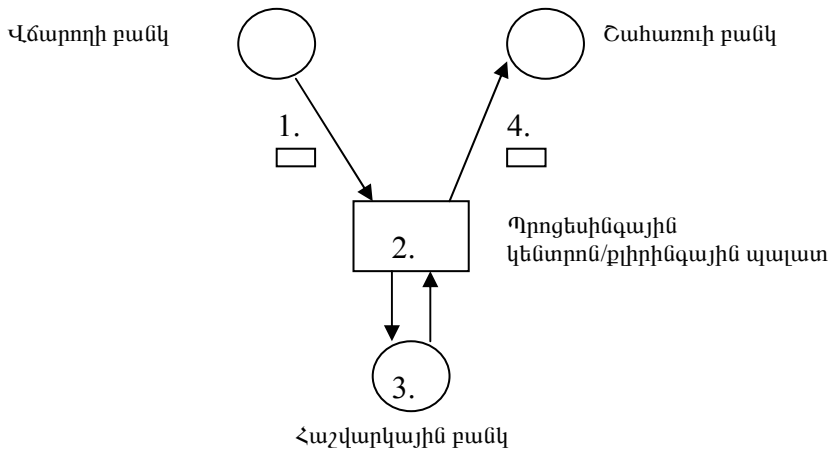 Վճարողի բանկ
Շահառուի բանկ
1.
4.
2.
Պրոցեսինգային
կենտրոն/քլիրինգային պալատ
3.
Հաշվարկային բանկ